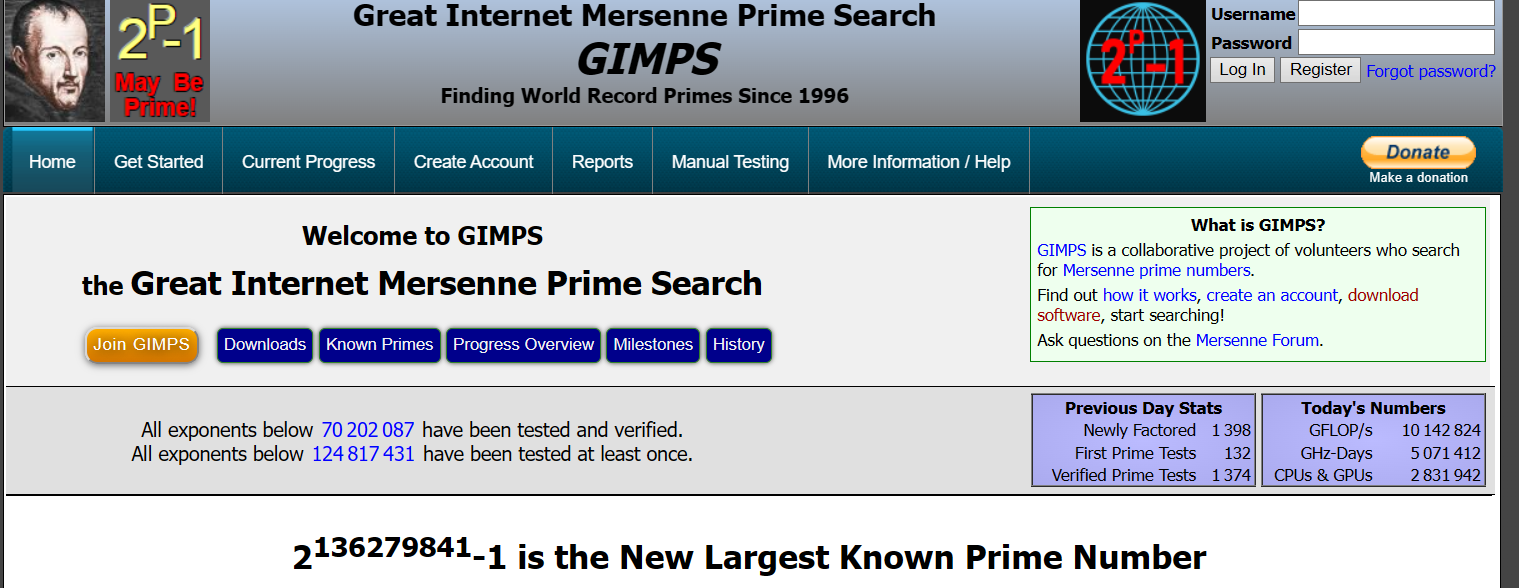 2^P-1
May Be
Prime!
Great Internet Mersenne Prime Search
GIMPS
Finding World Record Primes Since 1996
2^P-1
Username
Password
Log In Register Forgot password?
Home Get Started Current Progress Create Account Reports Manual Testing More Information / Help
Donate
Make a donation
Welcome to GIMPS
the Great Internet Mersenne Prime Search
Join GIMPS Downloads Known Primes Progress Overview Milestones History
What is GIMPS?
GIMPS is a collaborative project of volunteers who search
for Mersenne prime numbers.
Find out how it works, create an account, download
software, start searching!
Ask questions on the Mersenne Forum.
All exponents below 70 202 087 have been tested and verified.
All exponents below 124 817 431 have been tested at least once.
Previous Day Stats
Newly Factored 1 398
First Prime Tests 132
Verified Prime Tests 1 374
Today's Numbers
GFLOP/s 10 142 824
GHz-Days 5 071 412
CPUs & GPUs 2 831 942
2^136279841-1 is the New Largest Known Prime Number